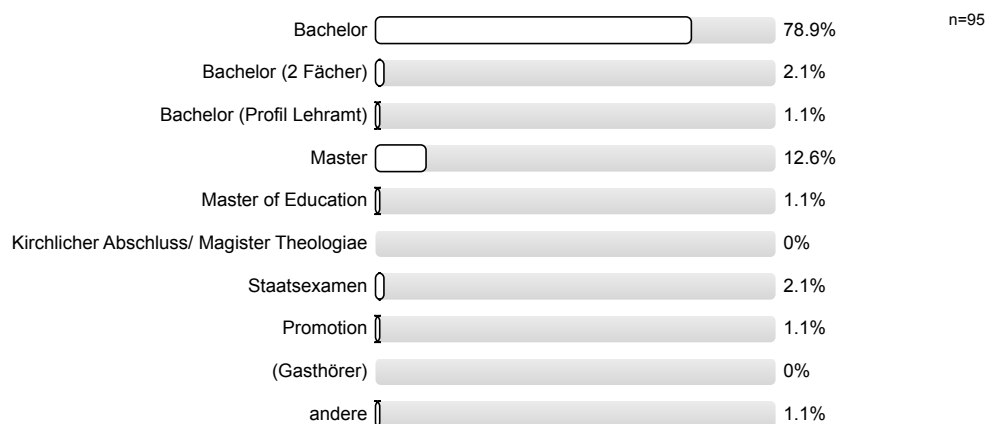 Bachelor 78.9% n=95
Bachelor (2 Fächer) 2.1%
Bachelor (Profil Lehramt) 1.1%
Master 12.6%
Master of Education 1.1%
Kirchlicher Abschluss/ Magister Theologiae 0%
Staatsexamen 2.1%
Promotion 1.1%
(Gasthörer) 0%
andere 1.1%